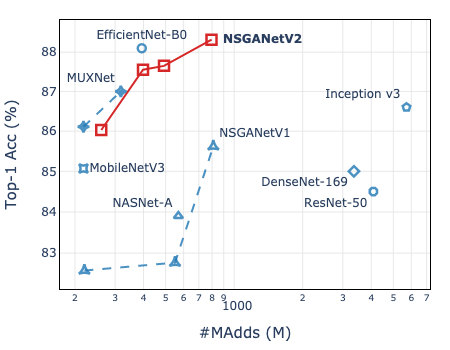 EfficientNet-B0
NSGANetV2
88
MUXNet
87
Inception v3
86
NSGANetV1
85
MobileNetV3
DenseNet-169
NASNet-A
ResNet-50
84
83
2 3 4 5 6 7 8 9 1000 2 3 4 5 6 7
#MAdds (M)
Top-1 Acc (%)